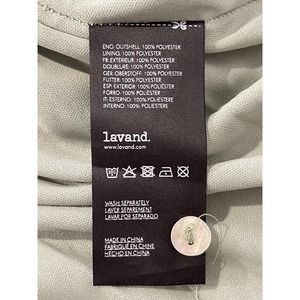 ENG: OUTSHELL: 100% POLYESTER
LINING: 100% POLYESTER
FR: EXTÉRIEUR: 100% POLYESTER
DOUBLURE: 100% POLYESTER
GER: OBERSTOFF: 100% POLYESTER
FUTTER: 100% POLYESTER
ESP: EXTERIOR: 100% POLIÉSTER
FORRO: 100% POLIÉSTER
IT: ESTERNO: 100% POLIESTERE
INTERNO: 100% POLIESTERE
lavand.
www.lavand.com
WASH SEPARATELY
LAVER SEPAREMENT
LAVAR POR SEPARADO
MADE IN CHINA
FABRIQUÉ EN CHINE
HECHO EN CHINA